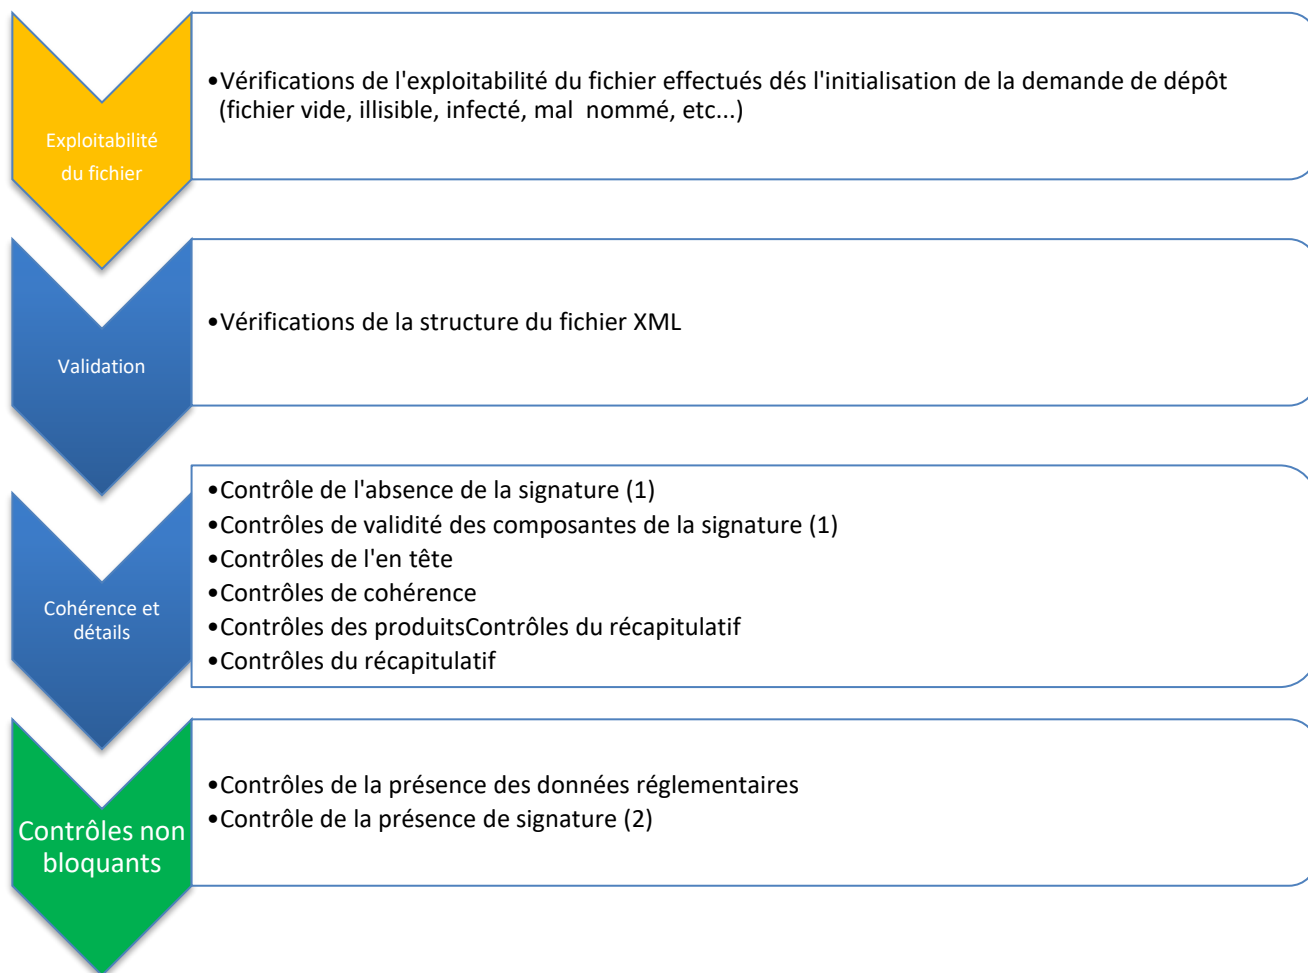 Exploitabilité
du fichier
•Vérifications de l'exploitabilité du fichier effectués dés l'initialisation de la demande de dépôt
(fichier vide, illisible, infecté, mal  nommé, etc...)
Validation
•Vérifications de la structure du fichier XML
Cohérence et
détails
•Contrôle de l'absence de la signature (1)
•Contrôles de validité des composantes de la signature (1)
•Contrôles de l'en tête
•Contrôles de cohérence
•Contrôles des produitsContrôles du récapitulatif
•Contrôles du récapitulatif
Contrôles non
bloquants
•Contrôles de la présence des données réglementaires
•Contrôle de la présence de signature (2)